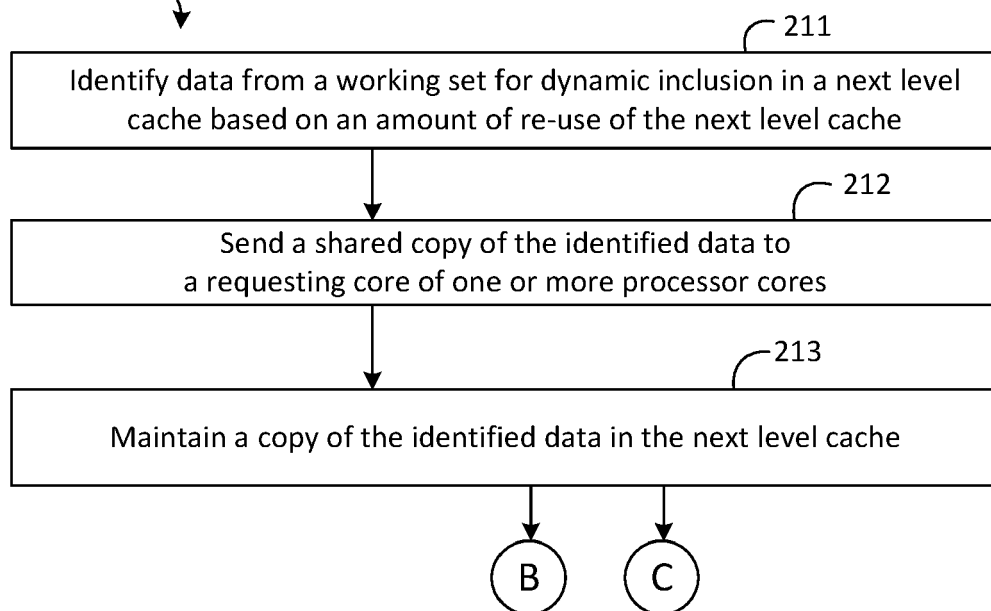 211
Identify data from a working set for dynamic inclusion in a next level
cache based on an amount of re-use of the next level cache
212
Send a shared copy of the identified data to
a requesting core of one or more processor cores
213
Maintain a copy of the identified data in the next level cache
B C